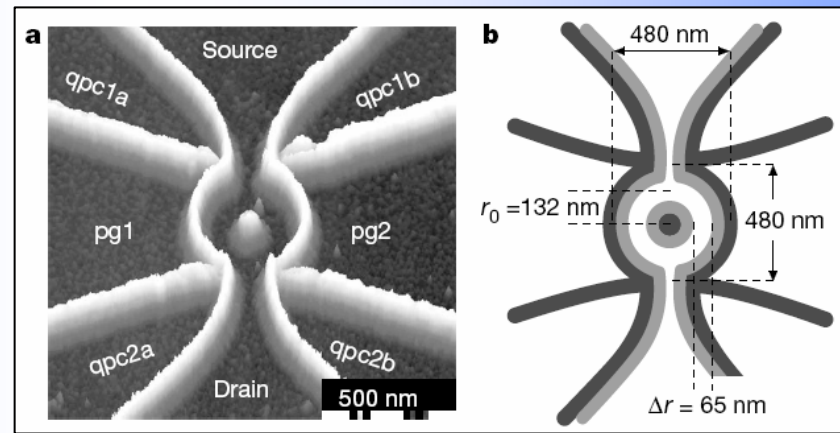 a
Source
qpc1a
qpc1b
pg1
pg2
qpc2a
qpc2b
Drain
500 nm
b
480 nm
r0 =132 nm
480 nm
Δr = 65 nm